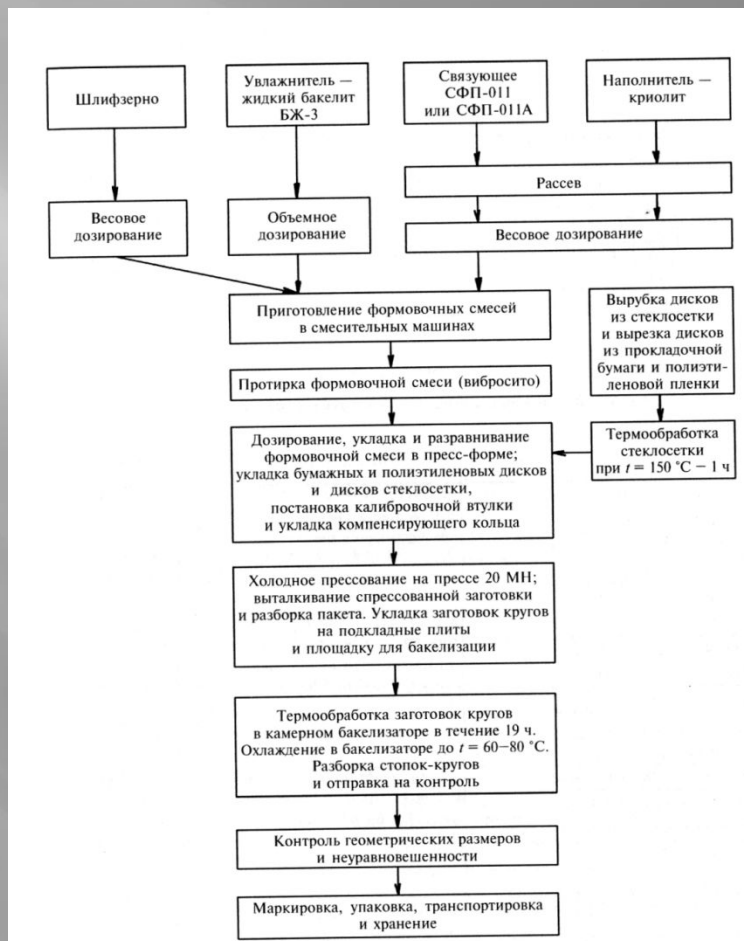 Шлифзерно
Увлажнитель —
жидкий бакелит
БЖ-3
Связующее
СФП-011
или СФП-011А
Наполнитель —
криолит
Рассев
Весовое
дозирование
Объемное
дозирование
Весовое дозирование
Приготовление формовочных смесей
в смесительных машинах
Вырубка дисков
из стеклосетки
и вырезка дисков
из прокладочной
бумаги и полиэти-
леновой пленки
Протирка формовочной смеси (вибросито)
Термообработка
стеклосетки
при t = 150 °C – 1 ч
Дозирование, укладка и разравнивание
формовочной смеси в пресс-форме;
укладка бумажных и полиэтиленовых дисков
и дисков стеклосетки,
постановка калибровочной втулки
и укладка компенсирующего кольца
Холодное прессование на прессе 20 МН;
выталкивание спрессованной заготовки
и разборка пакета. Укладка заготовок кругов
на подкладные плиты
и площадку для бакелизации
Термообработка заготовок кругов
в камерном бакелизаторе в течение 19 ч.
Охлаждение в бакелизаторе до t = 60–80 °C.
Разборка стопок-кругов
и отправка на контроль
Контроль геометрических размеров
и неуравновешенности
Маркировка, упаковка, транспортировка
и хранение